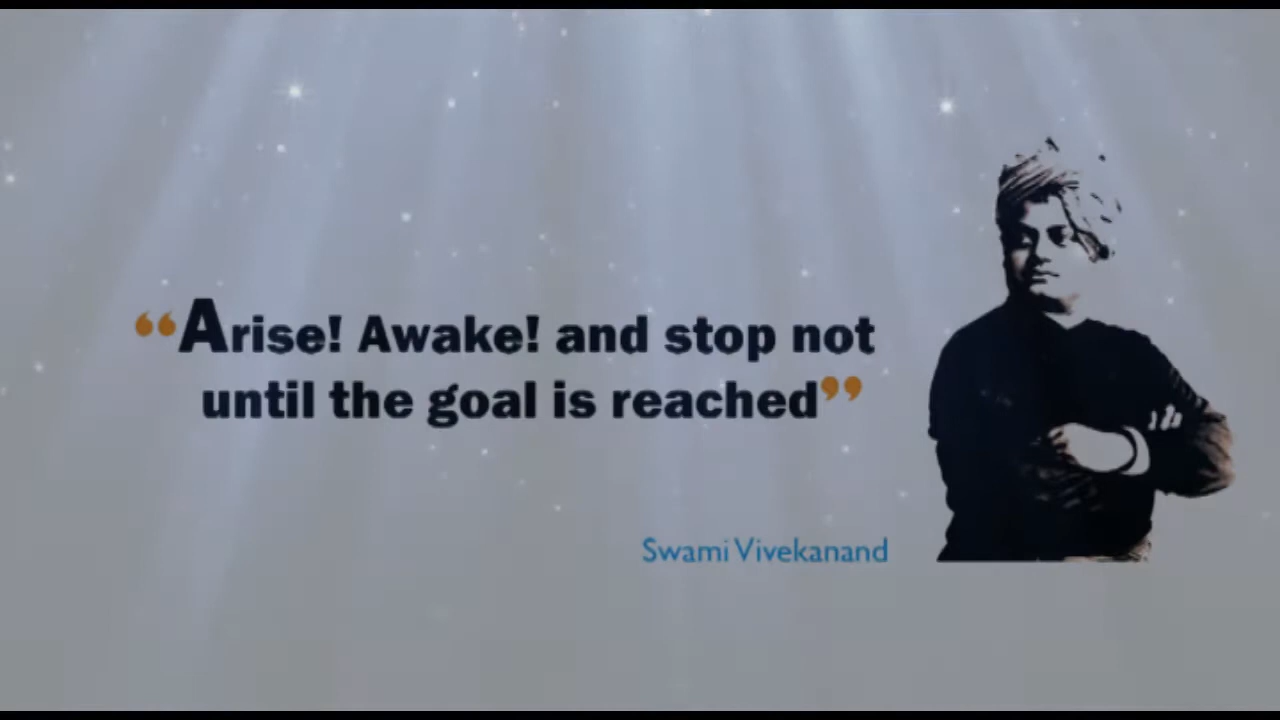 “Arise! Awake! and stop not
until the goal is reached”
Swami Vivekanand